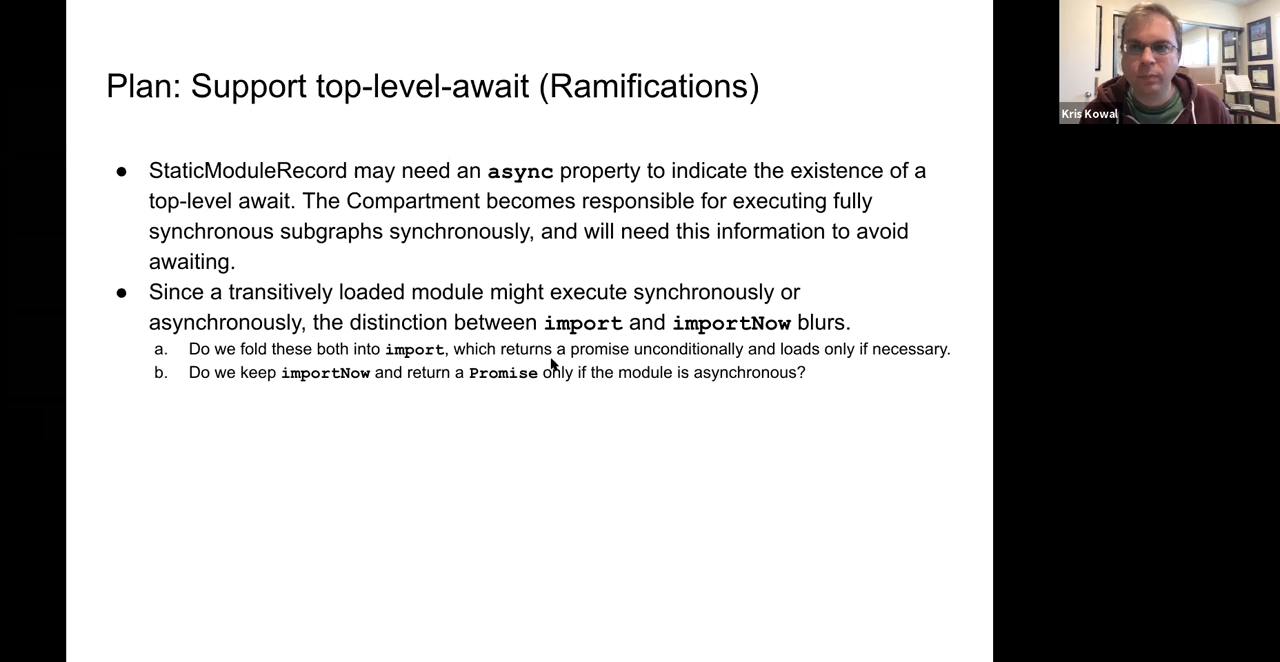 Plan: Support top-level-await (Ramifications)
● StaticModuleRecord may need an async property to indicate the existence of a
top-level await. The Compartment becomes responsible for executing fully
synchronous subgraphs synchronously, and will need this information to avoid
awaiting.
● Since a transitively loaded module might execute synchronously or
asynchronously, the distinction between import and importNow blurs.
a. Do we fold these both into import, which returns a promise unconditionally and loads only if necessary.
b. Do we keep importNow and return a Promise only if the module is asynchronous?
Kris Kowal